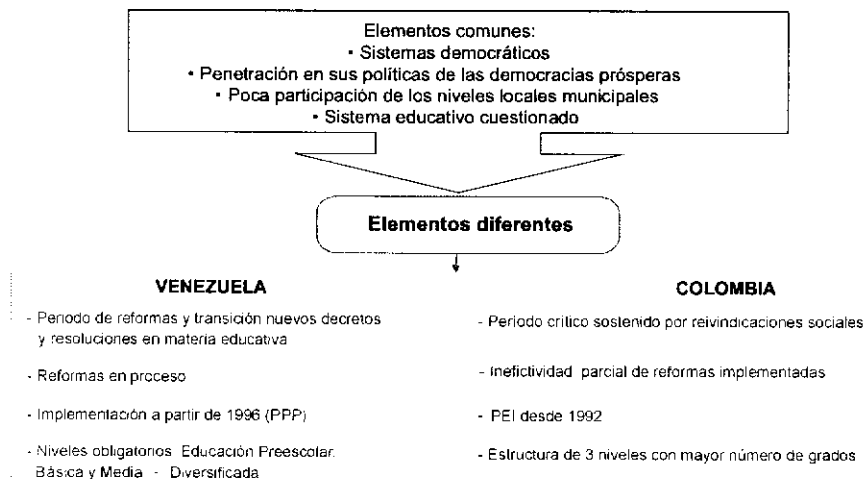 Elementos comunes:
• Sistemas democráticos
• Penetración en sus políticas de las democracias prósperas
• Poca participación de los niveles locales municipales
• Sistema educativo cuestionado
Elementos diferentes
VENEZUELA
- Periodo de reformas y transición nuevos decretos
y resoluciones en materia educativa
- Reformas en proceso
- Implementación a partir de 1996 (PPP)
- Niveles obligatorios Educación Preescolar.
Básica y Media - Diversificada
COLOMBIA
- Periodo critico sostenido por reivindicaciones sociales
- Inefictividad parcial de reformas implementadas
- PEI desde 1992
- Estructura de 3 niveles con mayor número de grados